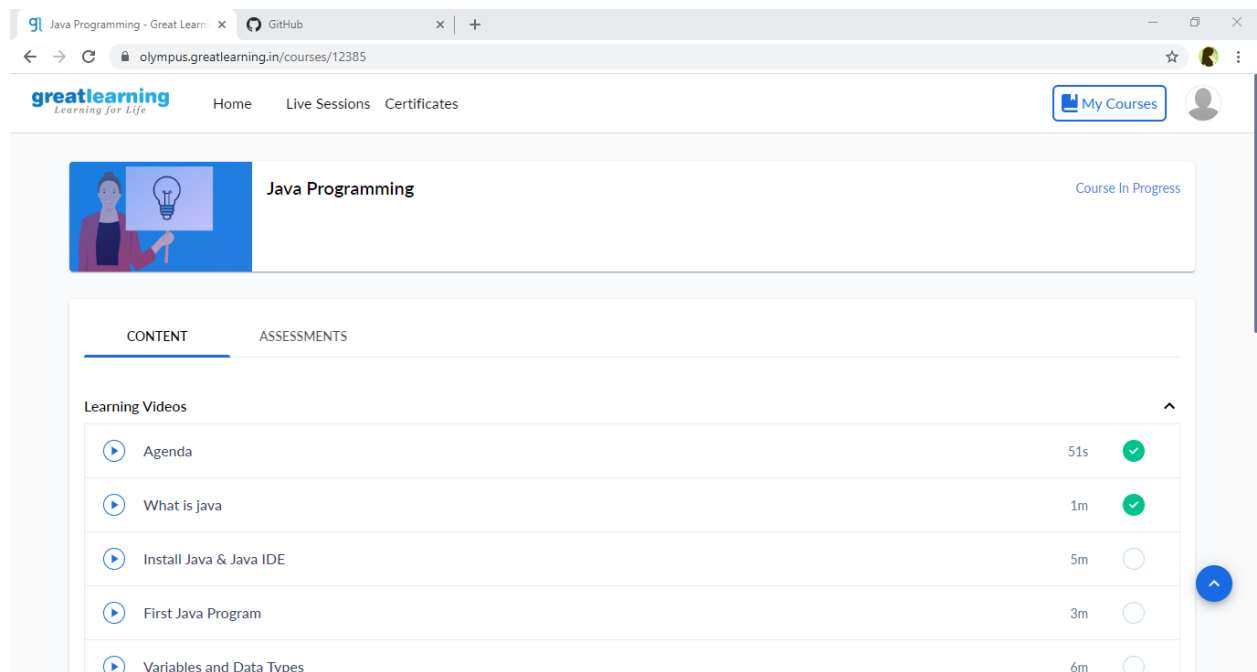 Java Programming - Great Learni
GitHub
olympus.greatlearning.in/courses/12385
greatlearning
Learning for Life
Home Live Sessions Certificates My Courses
Java Programming
Course In Progress
CONTENT ASSESSMENTS
Learning Videos
Agenda 51s
What is java 1m
Install Java & Java IDE 5m
First Java Program 3m
Variables and Data Types 6m